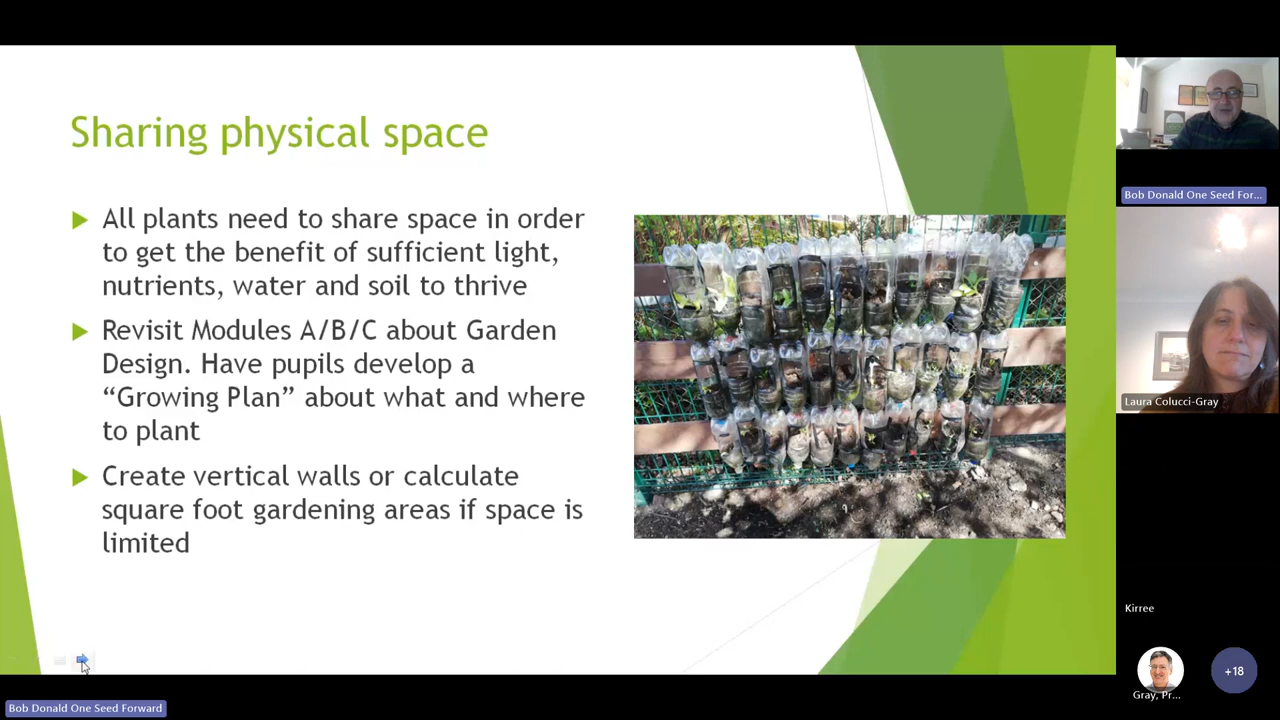 Sharing physical space
All plants need to share space in order
to get the benefit of sufficient light,
nutrients, water and soil to thrive
Revisit Modules A/B/C about Garden
Design. Have pupils develop a
“Growing Plan” about what and where
to plant
Create vertical walls or calculate
square foot gardening areas if space is
limited
Bob Donald One Seed For...
Laura Colucci-Gray
Kirree
Gray, Pr...
+18
Bob Donald One Seed Forward